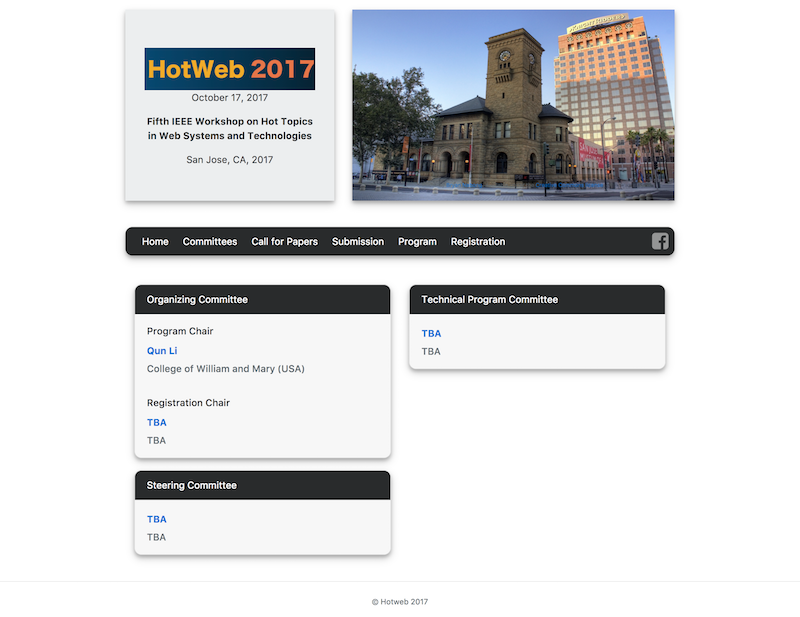 HotWeb 2017
October 17, 2017
Fifth IEEE Workshop on Hot Topics
in Web Systems and Technologies
San Jose, CA, 2017
Home Committees Call for Papers Submission Program Registration
Organizing Committee
Program Chair
Qun Li
College of William and Mary (USA)
Registration Chair
TBA
TBA
Steering Committee
TBA
TBA
Technical Program Committee
TBA
TBA
© Hotweb 2017